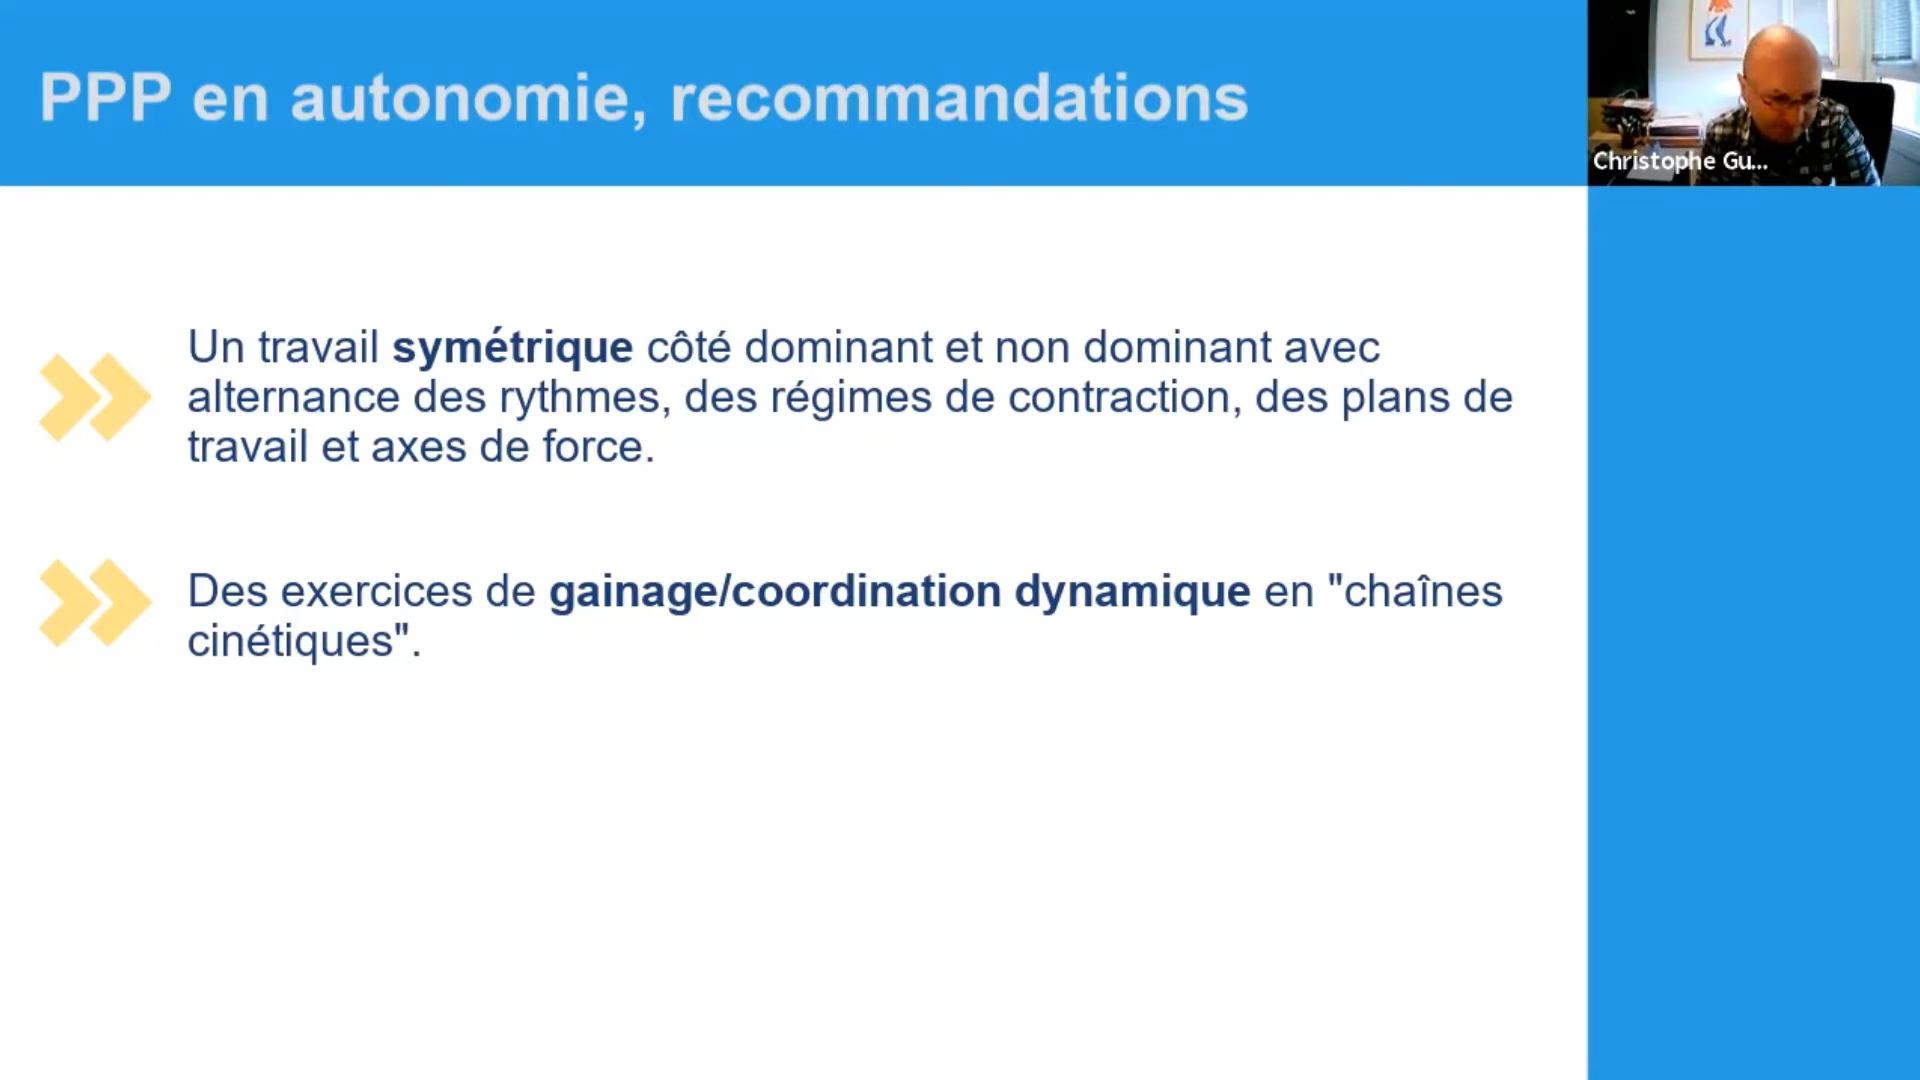 PPP en autonomie, recommandations
Christophe Gu...
Un travail symétrique côté dominant et non dominant avec
alternance des rythmes, des régimes de contraction, des plans de
travail et axes de force.
Des exercices de gainage/coordination dynamique en "chaînes
cinétiques".